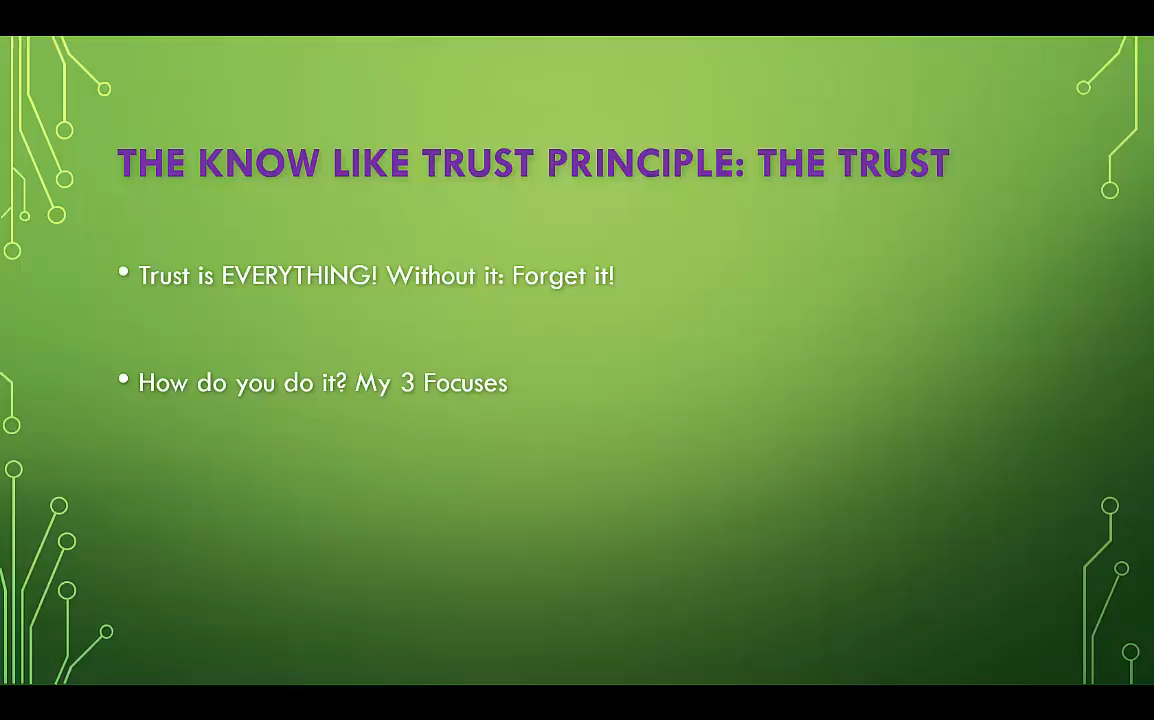 THE KNOW LIKE TRUST PRINCIPLE: THE TRUST
• Trust is EVERYTHING! Without it: Forget it!
• How do you do it? My 3 Focuses